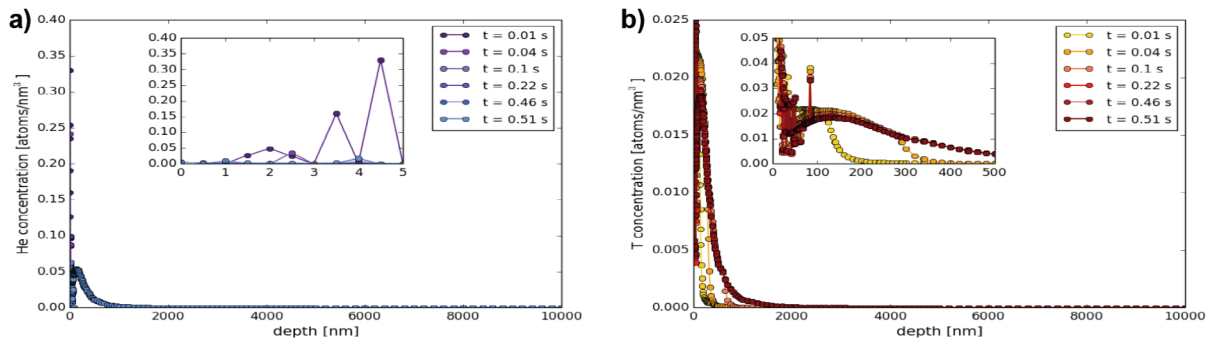 a)
He concentration [atoms/nm³]
0.40
0.35
0.30
0.25
0.20
0.15
0.10
0.05
0.00
0 2000 4000 6000 8000 10000
depth [nm]
0.40
0.35
0.30
0.25
0.20
0.15
0.10
0.05
0.00
0 1 2 3 4 5
t = 0.01 s
t = 0.04 s
t = 0.1 s
t = 0.22 s
t = 0.46 s
t = 0.51 s
b)
T concentration [atoms/nm³]
0.025
0.020
0.015
0.010
0.005
0.000
0 2000 4000 6000 8000 10000
depth [nm]
0.05
0.04
0.03
0.02
0.01
0.00
0 100 200 300 400 500
t = 0.01 s
t = 0.04 s
t = 0.1 s
t = 0.22 s
t = 0.46 s
t = 0.51 s